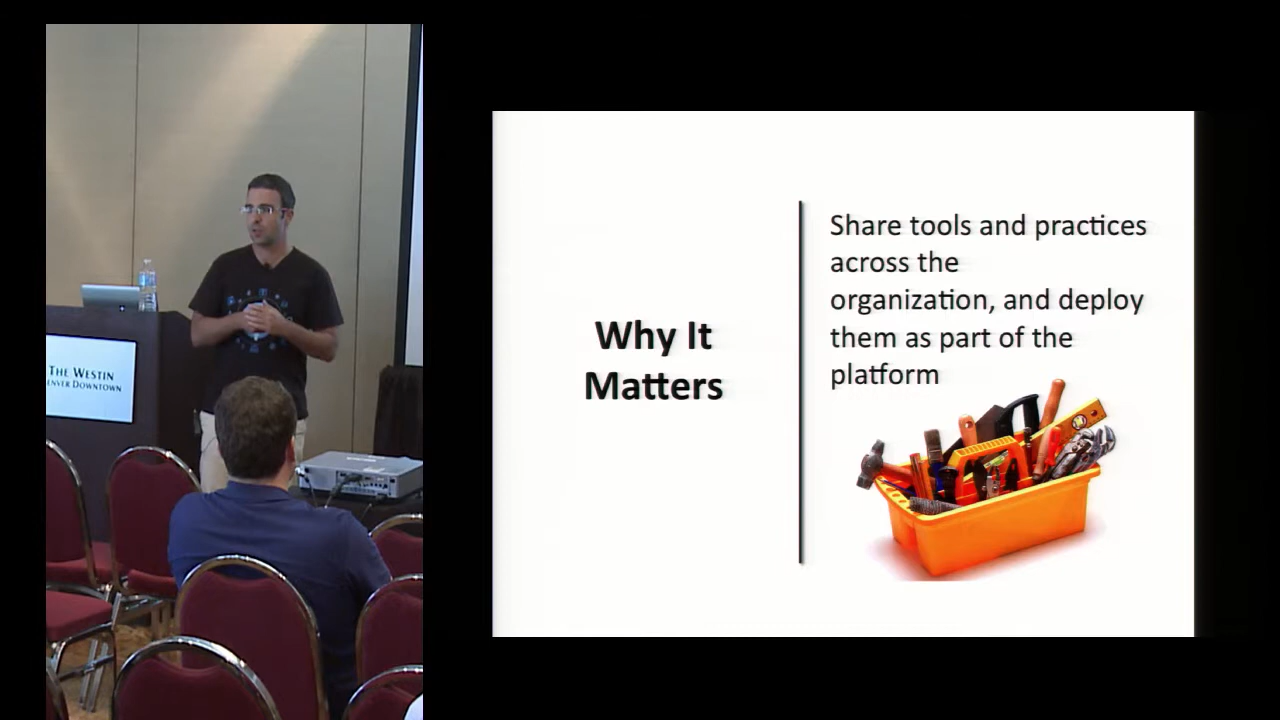 THE WESTIN
DENVER DOWNTOWN
Why It
Matters
Share tools and practices
across the
organization, and deploy
them as part of the
platform